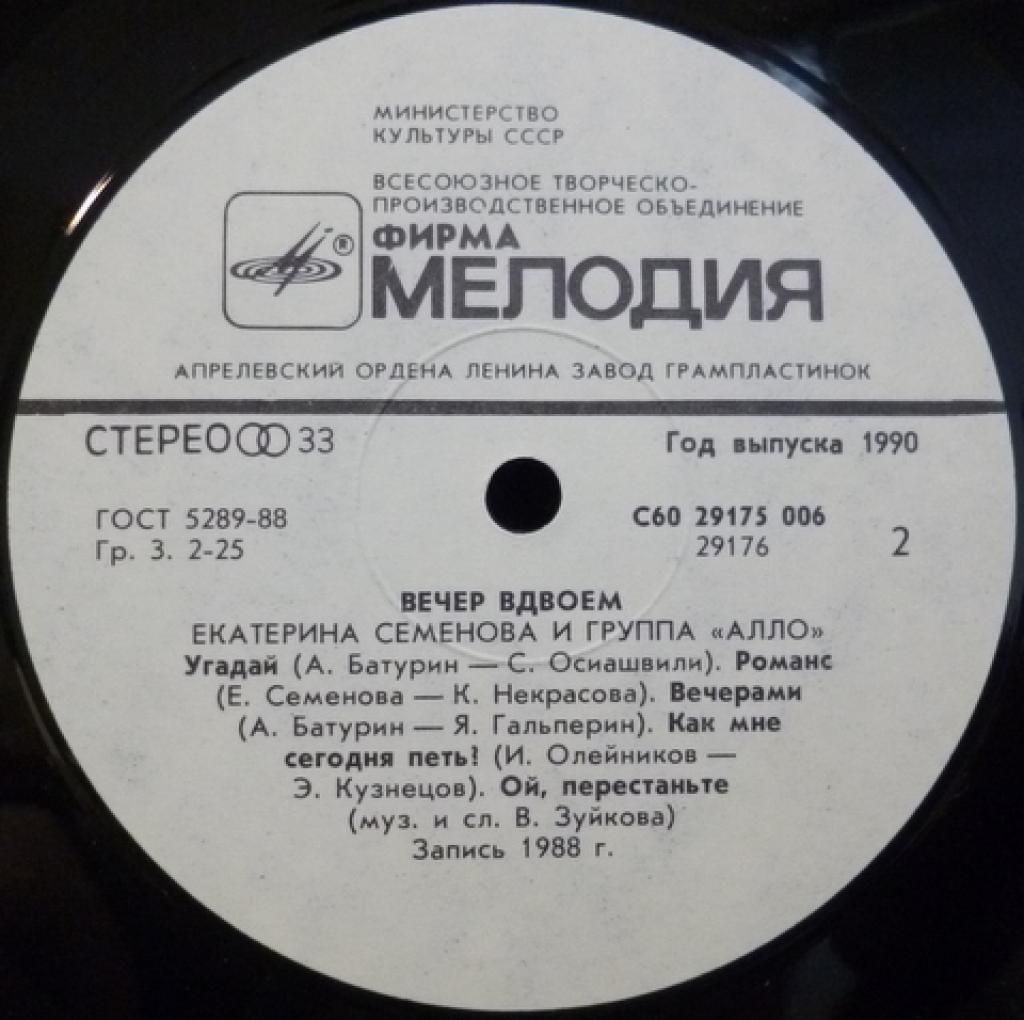 МИНИСТЕРСТВО
КУЛЬТУРЫ СССР
ВСЕСОЮЗНОЕ ТВОРЧЕСКО-
ПРОИЗВОДСТВЕННОЕ ОБЪЕДИНЕНИЕ
® ФИРМА
МЕЛОДИЯ
АПРЕЛЕВСКИЙ ОРДЕНА ЛЕНИНА ЗАВОД ГРАМПЛАСТИНОК
СТЕРЕО 33 Год выпуска 1990
ГОСТ 5289-88 С60 29175 006
Гр. 3. 2-25 29176 2
ВЕЧЕР ВДВОЕМ
ЕКАТЕРИНА СЕМЕНОВА И ГРУППА «АЛЛО»
Угадай (А. Батурин — С. Осиашвили). Романс
(Е. Семенова — К. Некрасова). Вечерами
(А. Батурин — Я. Гальперин). Как мне
сегодня петь? (И. Олейников —
Э. Кузнецов). Ой, перестаньте
(муз. и сл. В. Зуйкова)
Запись 1988 г.